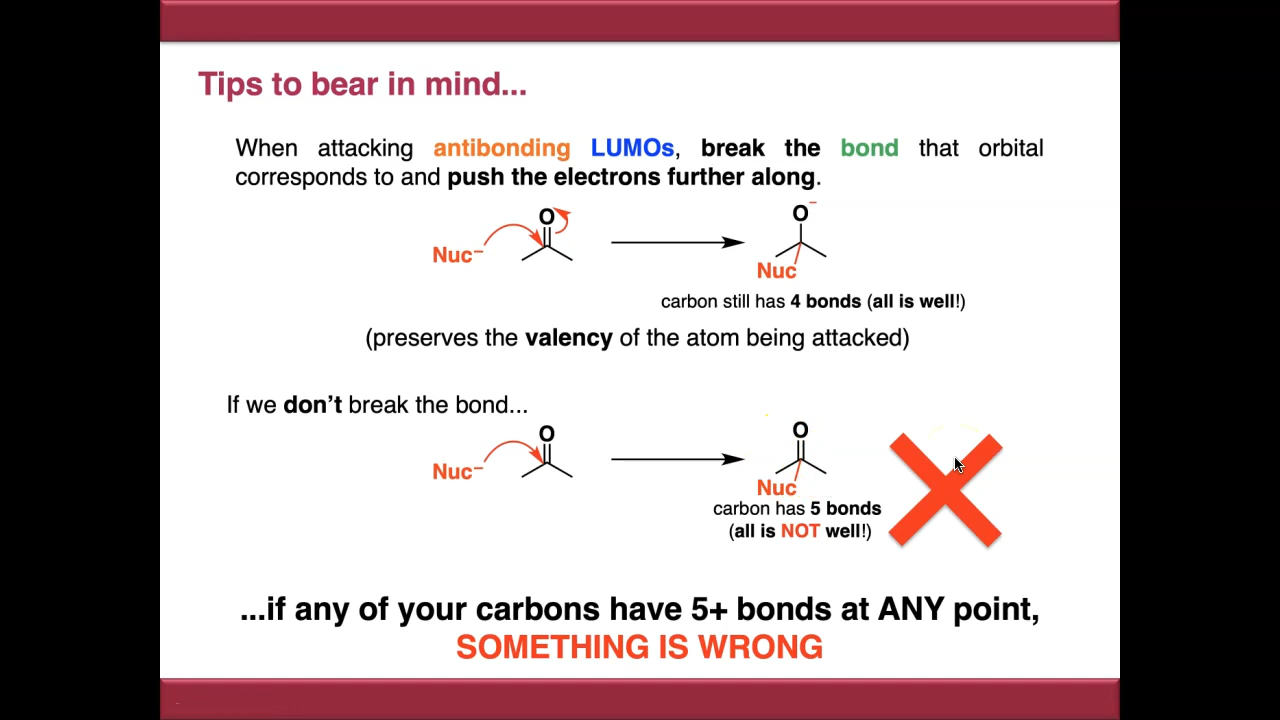 Tips to bear in mind...
When attacking antibonding LUMOs, break the bond that orbital
corresponds to and push the electrons further along.
Nuc⁻ O O⁻
Nuc
carbon still has 4 bonds (all is well!)
(preserves the valency of the atom being attacked)
If we don't break the bond...
Nuc⁻ O O
Nuc
carbon has 5 bonds
(all is NOT well!)
...if any of your carbons have 5+ bonds at ANY point,
SOMETHING IS WRONG